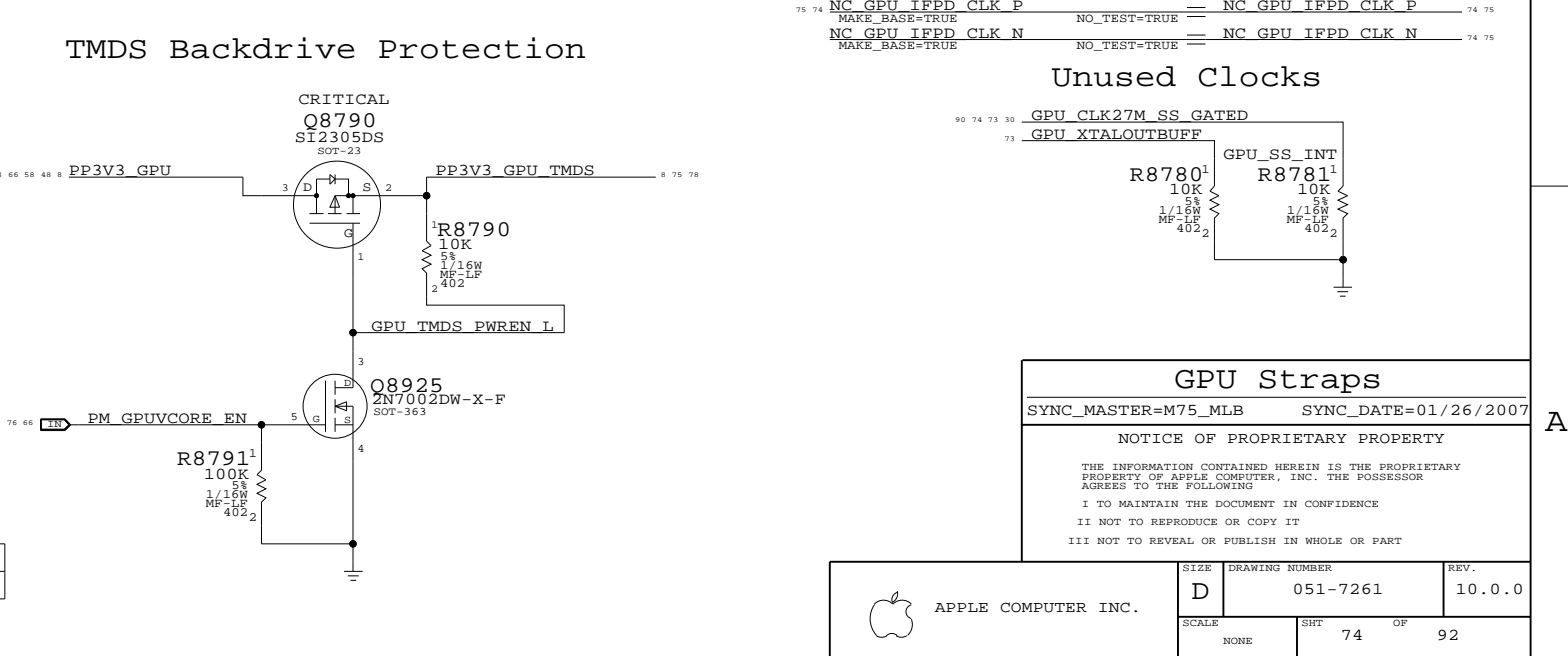 75 74 NC_GPU_IFPD_CLK_P NC_GPU_IFPD_CLK_P 74 75
MAKE_BASE=TRUE NO_TEST=TRUE
NC_GPU_IFPD_CLK_N NC_GPU_IFPD_CLK_N 74 75
MAKE_BASE=TRUE NO_TEST=TRUE
TMDS Backdrive Protection
CRITICAL
Q8790
SI2305DS
SOT-23
66 58 48 8 PP3V3_GPU
3 D S 2
G
1
PP3V3_GPU_TMDS 8 75 78
1 R8790
10K
5%
1/16W
MF-LF
2 402
GPU_TMDS_PWREN_L
3
D
Q8925
2N7002DW-X-F
SOT-363
76 66 IN PM_GPUVCORE_EN
5 G S
4
R8791 1
100K
5%
1/16W
MF-LF
402 2
Unused Clocks
90 74 73 30 GPU_CLK27M_SS_GATED
73 GPU_XTALOUTBUFF
GPU_SS_INT
R8780 1
10K
5%
1/16W
MF-LF
402 2
R8781 1
10K
5%
1/16W
MF-LF
402 2
GPU Straps
SYNC_MASTER=M75_MLB SYNC_DATE=01/26/2007
A
NOTICE OF PROPRIETARY PROPERTY
THE INFORMATION CONTAINED HEREIN IS THE PROPRIETARY
PROPERTY OF APPLE COMPUTER, INC. THE POSSESSOR
AGREES TO THE FOLLOWING
I TO MAINTAIN THE DOCUMENT IN CONFIDENCE
II NOT TO REPRODUCE OR COPY IT
III NOT TO REVEAL OR PUBLISH IN WHOLE OR PART
APPLE COMPUTER INC.
SIZE DRAWING NUMBER REV.
D 051-7261 10.0.0
SCALE SHT OF
NONE 74 92